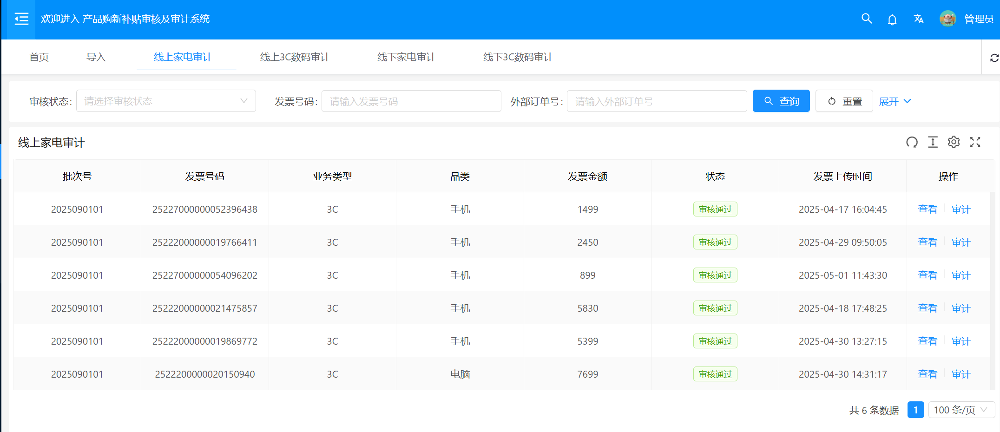 欢迎进入 产品购新补贴审核及审计系统
管理员
首页 导入 线上家电审计 线上3C数码审计 线下家电审计 线下3C数码审计
审核状态: 请选择审核状态 发票号码: 请输入发票号码 外部订单号: 请输入外部订单号 查询 重置 展开
线上家电审计
批次号 发票号码 业务类型 品类 发票金额 状态 发票上传时间 操作
2025090101 25227000000052396438 3C 手机 1499 审核通过 2025-04-17 16:04:45 查看 审计
2025090101 25222000000019766411 3C 手机 2450 审核通过 2025-04-29 09:50:05 查看 审计
2025090101 25227000000054096202 3C 手机 899 审核通过 2025-05-01 11:43:30 查看 审计
2025090101 25222000000021475857 3C 手机 5830 审核通过 2025-04-18 17:48:25 查看 审计
2025090101 25222000000019869772 3C 手机 5399 审核通过 2025-04-30 13:27:15 查看 审计
2025090101 2522200000020150940 3C 电脑 7699 审核通过 2025-04-30 14:31:17 查看 审计
共 6 条数据 1 100 条/页